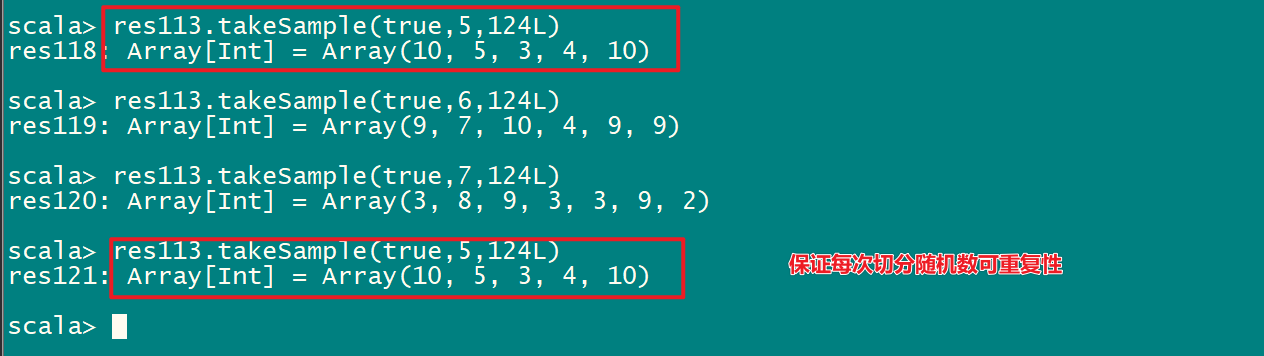 scala> res113.takeSample(true,5,124L)
res118: Array[Int] = Array(10, 5, 3, 4, 10)
scala> res113.takeSample(true,6,124L)
res119: Array[Int] = Array(9, 7, 10, 4, 9, 9)
scala> res113.takeSample(true,7,124L)
res120: Array[Int] = Array(3, 8, 9, 3, 3, 9, 2)
scala> res113.takeSample(true,5,124L)
res121: Array[Int] = Array(10, 5, 3, 4, 10)
保证每次切分随机数可重复性
scala>